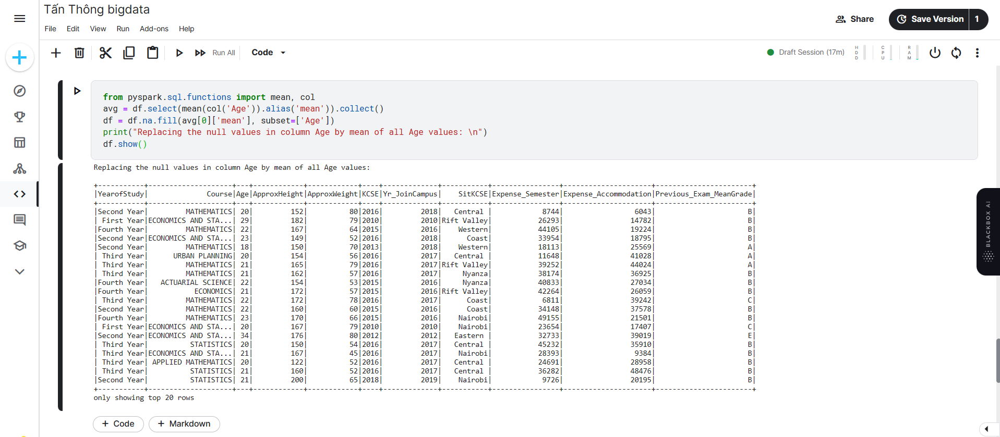 Tấn Thông bigdata
File Edit View Run Add-ons Help
Share
Save Version 1
Run All
Code
Draft Session (17m)
HDD
CPU
RAM
from pyspark.sql.functions import mean, col
avg = df.select(mean(col('Age')).alias('mean')).collect()
df = df.na.fill(avg[0]['mean'], subset=['Age'])
print("Replacing the null values in column Age by mean of all Age values: \n")
df.show()
Replacing the null values in column Age by mean of all Age values:
+-----------+--------------------+---+------------+------------+----+-------------+-----------+----------------+---------------------+-----------------------+
|YearofStudy|              Course|Age|ApproxHeight|ApproxWeight|KCSE|Yr_JoinCampus|    SitKCSE|Expense_Semester|Expense_Accommodation|Previous_Exam_MeanGrade|
+-----------+--------------------+---+------------+------------+----+-------------+-----------+----------------+---------------------+-----------------------+
|Second Year|         MATHEMATICS| 20|         152|          80|2016|         2018|   Central |            8744|                 6043|                      B|
| First Year|ECONOMICS AND STA...| 29|         182|          79|2010|         2010|Rift Valley|           26293|                14782|                      B|
|Fourth Year|         MATHEMATICS| 22|         167|          64|2015|         2016|    Western|           44105|                19224|                      B|
|Second Year|ECONOMICS AND STA...| 23|         149|          52|2016|         2018|      Coast|           33954|                18795|                      B|
|Second Year|         MATHEMATICS| 18|         150|          70|2013|         2018|    Western|           18113|                25569|                      A|
| Third Year|      URBAN PLANNING| 20|         154|          56|2016|         2017|   Central |           11648|                41028|                      A|
| Third Year|         MATHEMATICS| 21|         165|          79|2016|         2017|Rift Valley|           39252|                44024|                      A|
| Third Year|         MATHEMATICS| 21|         162|          57|2016|         2017|     Nyanza|           38174|                36925|                      B|
|Fourth Year|   ACTUARIAL SCIENCE| 22|         154|          53|2015|         2016|     Nyanza|           40833|                27034|                      B|
|Fourth Year|           ECONOMICS| 21|         172|          57|2015|         2016|Rift Valley|           42264|                26059|                      B|
| Third Year|         MATHEMATICS| 22|         172|          78|2016|         2017|      Coast|            6811|                39242|                      C|
|Second Year|         MATHEMATICS| 22|         160|          60|2015|         2016|      Coast|           34148|                37578|                      B|
|Fourth Year|         MATHEMATICS| 23|         170|          66|2015|         2016|    Nairobi|           49155|                21501|                      B|
| First Year|ECONOMICS AND STA...| 20|         167|          79|2010|         2010|    Nairobi|           23654|                17407|                      C|
|Second Year|ECONOMICS AND STA...| 34|         176|          80|2012|         2012|   Eastern |           32733|                39019|                      E|
| Third Year|          STATISTICS| 20|         150|          54|2016|         2017|   Central |           45232|                35910|                      B|
| Third Year|ECONOMICS AND STA...| 21|         167|          45|2016|         2017|    Nairobi|           28393|                 9384|                      B|
| Third Year| APPLIED MATHEMATICS| 20|         122|          52|2016|         2017|   Central |           24691|                28958|                      B|
| Third Year|          STATISTICS| 21|         160|          52|2016|         2017|   Central |           36282|                48476|                      B|
|Second Year|          STATISTICS| 21|         200|          65|2018|         2019|    Nairobi|            9726|                20195|                      B|
+-----------+--------------------+---+------------+------------+----+-------------+-----------+----------------+---------------------+-----------------------+
only showing top 20 rows
+ Code + Markdown
BLACKBOX AI